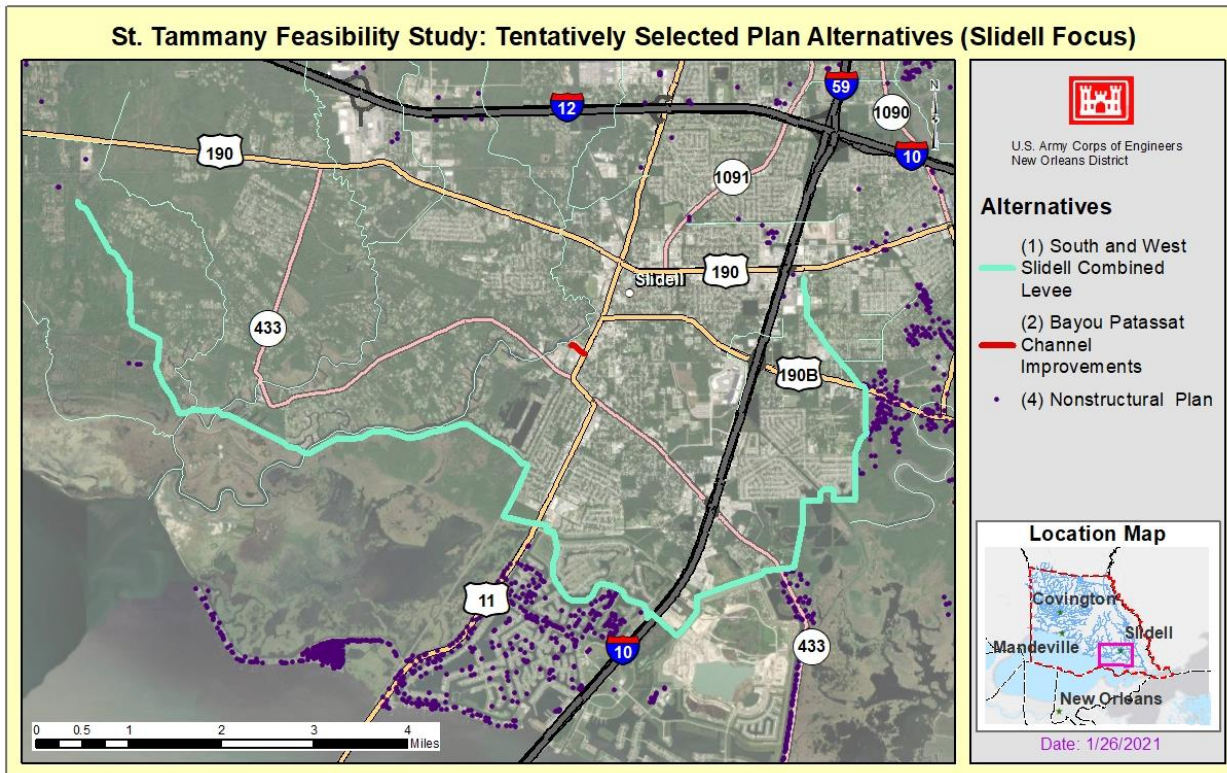 St. Tammany Feasibility Study: Tentatively Selected Plan Alternatives (Slidell Focus)
59
12
1090
190
10
1091
N
190
Slidell
433
190B
11
10
433
0 0.5 1 2 3 4
Miles
U.S. Army Corps of Engineers
New Orleans District
Alternatives
(1) South and West
Slidell Combined
Levee
(2) Bayou Patassat
Channel
Improvements
(4) Nonstructural Plan
Location Map
Covington
Slidell
Mandeville
New Orleans
Date: 1/26/2021